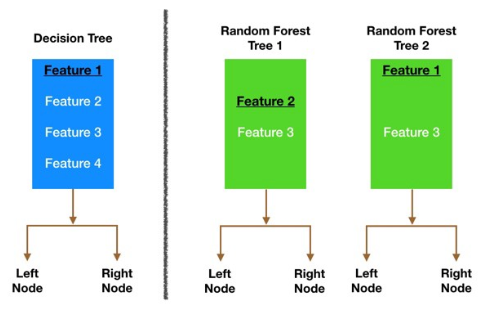 Decision Tree
Feature 1
Feature 2
Feature 3
Feature 4
Left
Node
Right
Node
Random Forest
Tree 1
Feature 2
Feature 3
Left
Node
Right
Node
Random Forest
Tree 2
Feature 1
Feature 3
Left
Node
Right
Node